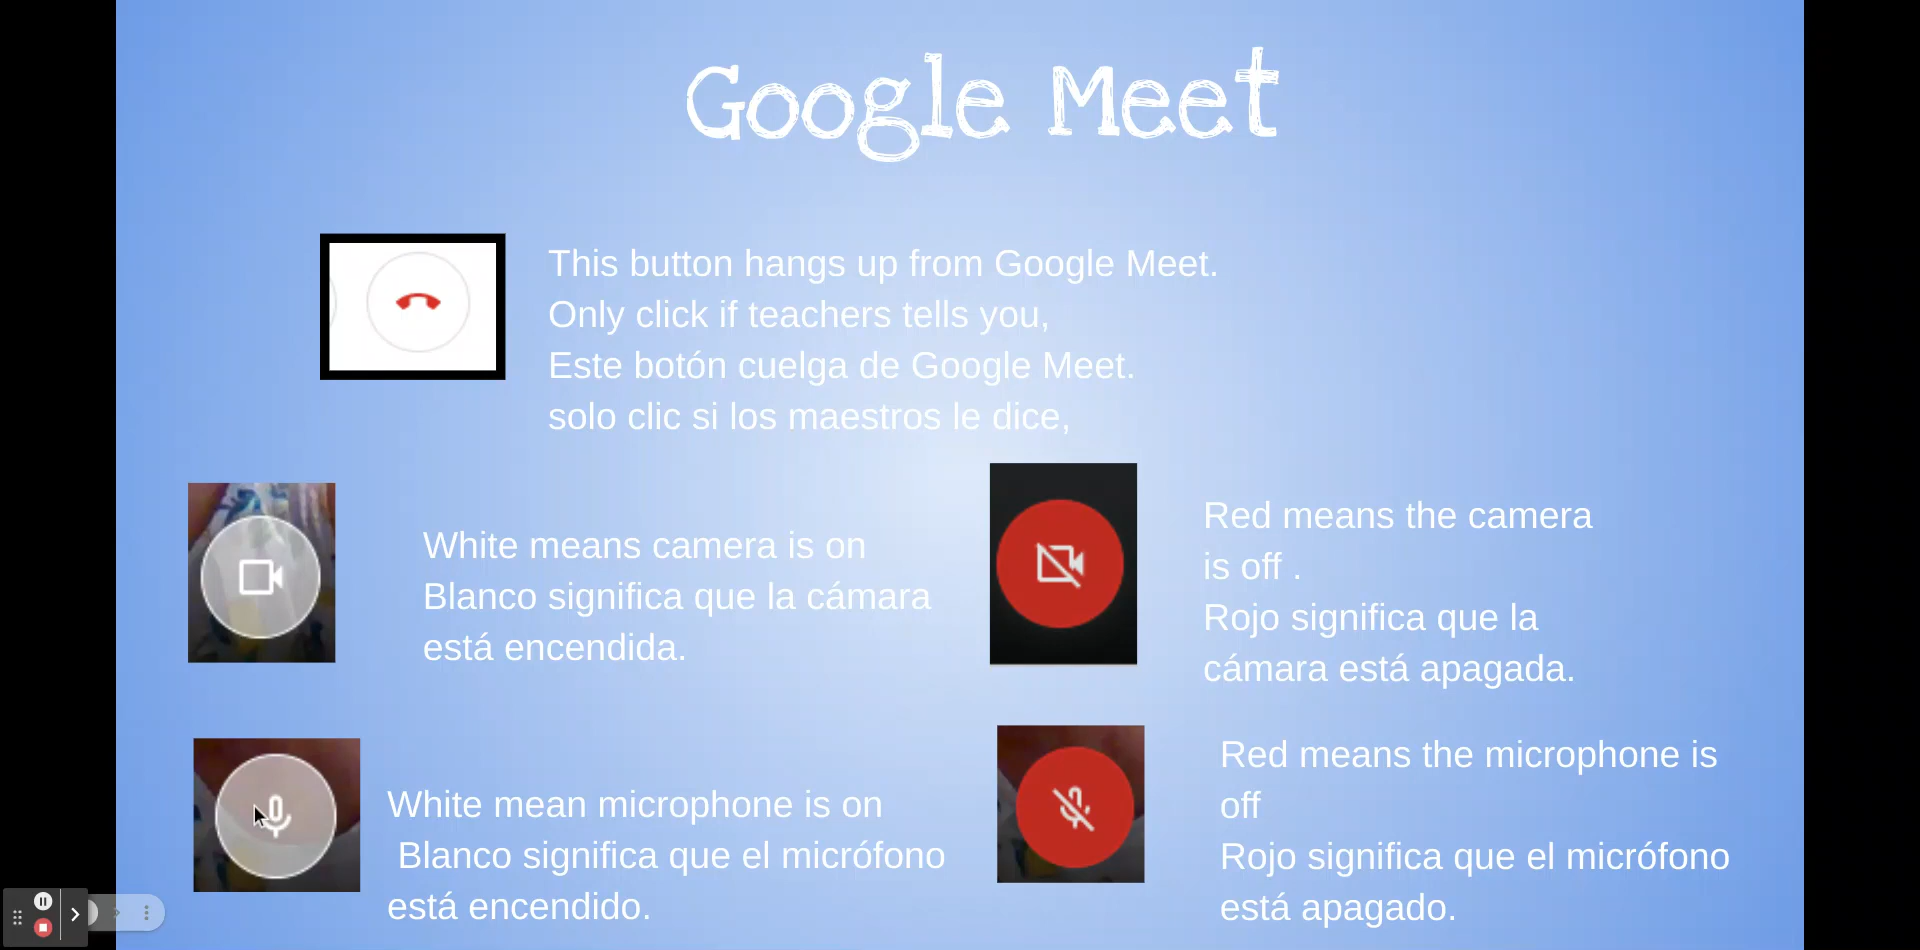 Google Meet
This button hangs up from Google Meet.
Only click if teachers tells you,
Este botón cuelga de Google Meet.
solo clic si los maestros le dice,
White means camera is on
Blanco significa que la cámara
está encendida.
Red means the camera
is off .
Rojo significa que la
cámara está apagada.
White mean microphone is on
Blanco significa que el micrófono
está encendido.
Red means the microphone is
off
Rojo significa que el micrófono
está apagado.